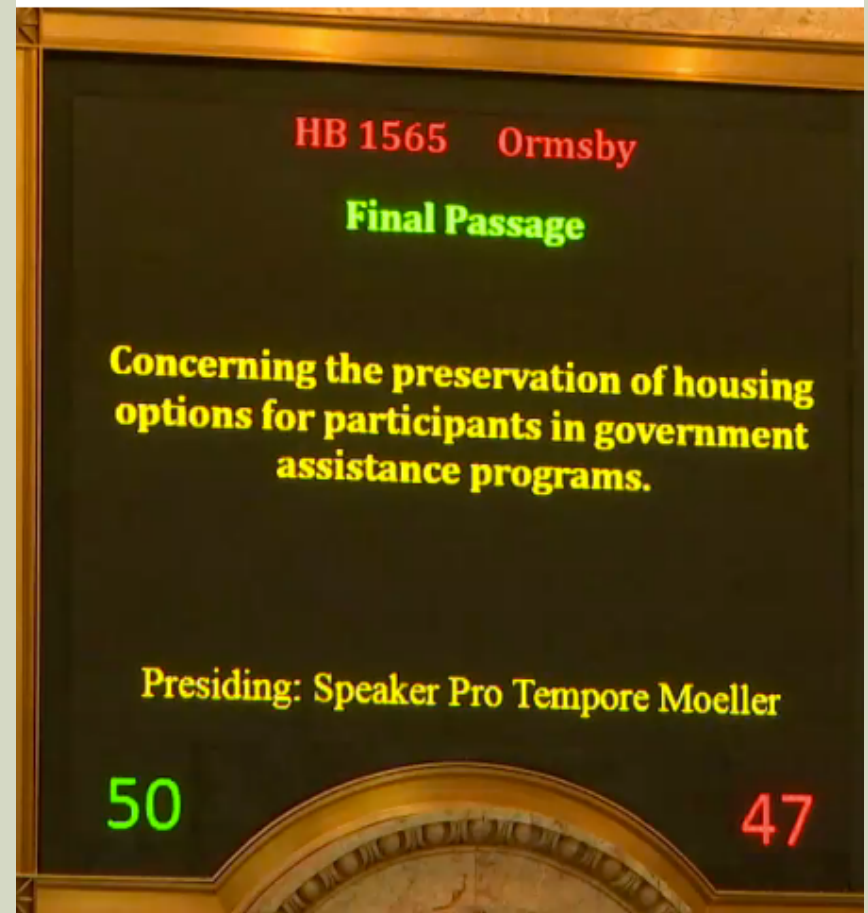 HB 1565 Ormsby
Final Passage
Concerning the preservation of housing
options for participants in government
assistance programs.
Presiding: Speaker Pro Tempore Moeller
50 47